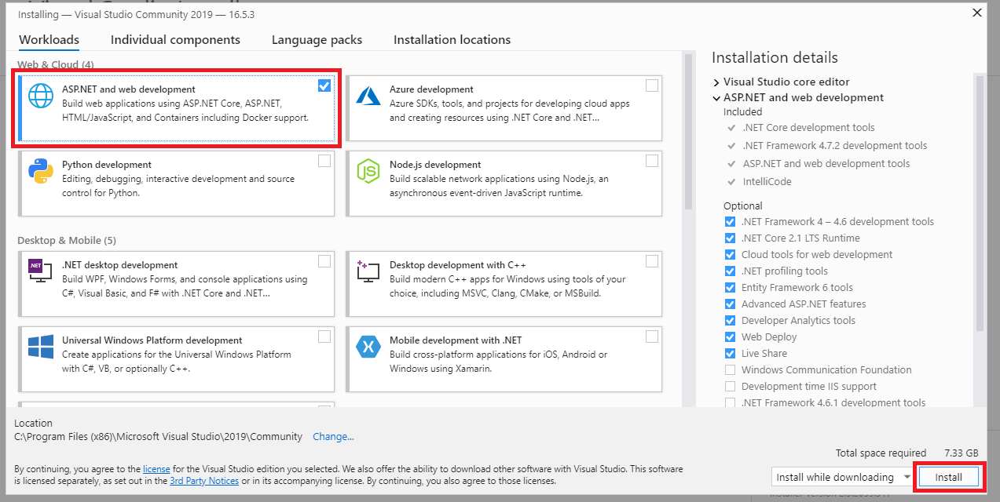 Installing — Visual Studio Community 2019 — 16.5.3
Workloads
Individual components
Language packs
Installation locations
Web & Cloud (4)
ASP.NET and web development
Build web applications using ASP.NET Core, ASP.NET,
HTML/JavaScript, and Containers including Docker support.
Azure development
Azure SDKs, tools, and projects for developing cloud apps
and creating resources using .NET Core and .NET...
Python development
Editing, debugging, interactive development and source
control for Python.
JS
Node.js development
Build scalable network applications using Node.js, an
asynchronous event-driven JavaScript runtime.
Desktop & Mobile (5)
.NET
.NET desktop development
Build WPF, Windows Forms, and console applications using
C#, Visual Basic, and F# with .NET Core and .NET...
Desktop development with C++
Build modern C++ apps for Windows using tools of your
choice, including MSVC, Clang, CMake, or MSBuild.
Universal Windows Platform development
Create applications for the Universal Windows Platform
with C#, VB, or optionally C++.
Mobile development with .NET
Build cross-platform applications for iOS, Android or
Windows using Xamarin.
Installation details
Visual Studio core editor
ASP.NET and web development
Included
.NET Core development tools
.NET Framework 4.7.2 development tools
ASP.NET and web development tools
IntelliCode
Optional
.NET Framework 4 – 4.6 development tools
.NET Core 2.1 LTS Runtime
Cloud tools for web development
.NET profiling tools
Entity Framework 6 tools
Advanced ASP.NET features
Developer Analytics tools
Web Deploy
Live Share
Windows Communication Foundation
Development time IIS support
.NET Framework 4.6.1 development tools
Location
C:\Program Files (x86)\Microsoft Visual Studio\2019\Community Change...
Total space required 7.33 GB
By continuing, you agree to the license for the Visual Studio edition you selected. We also offer the ability to download other software with Visual Studio. This software
is licensed separately, as set out in the 3rd Party Notices or in its accompanying license. By continuing, you also agree to those licenses.
Install while downloading
Install